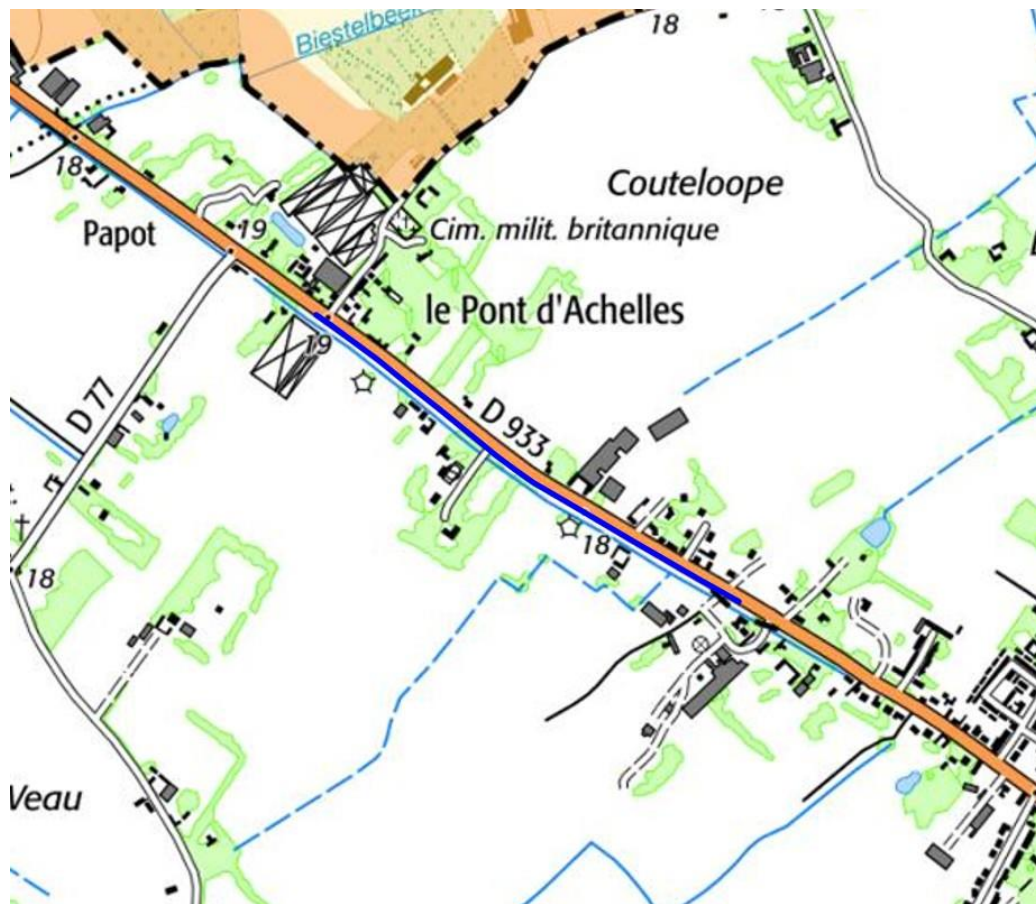 Biestelbeek
18
18
Couteloope
Papot
19
Cim. milit. britannique
le Pont d'Achelles
19
D 77
D 933
18
18
Veau